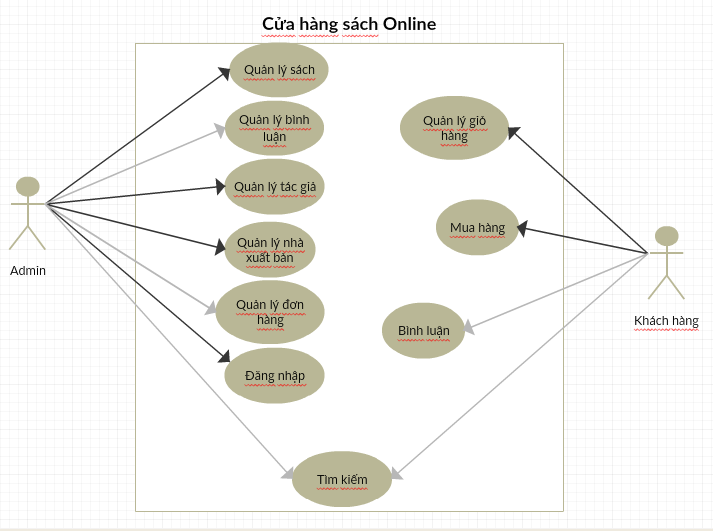 Cửa hàng sách Online
Quản lý sách
Quản lý bình
luận
Quản lý tác giả
Quản lý nhà
xuất bản
Quản lý đơn
hàng
Đăng nhập
Tìm kiếm
Quản lý giỏ
hàng
Mua hàng
Bình luận
Admin
Khách hàng